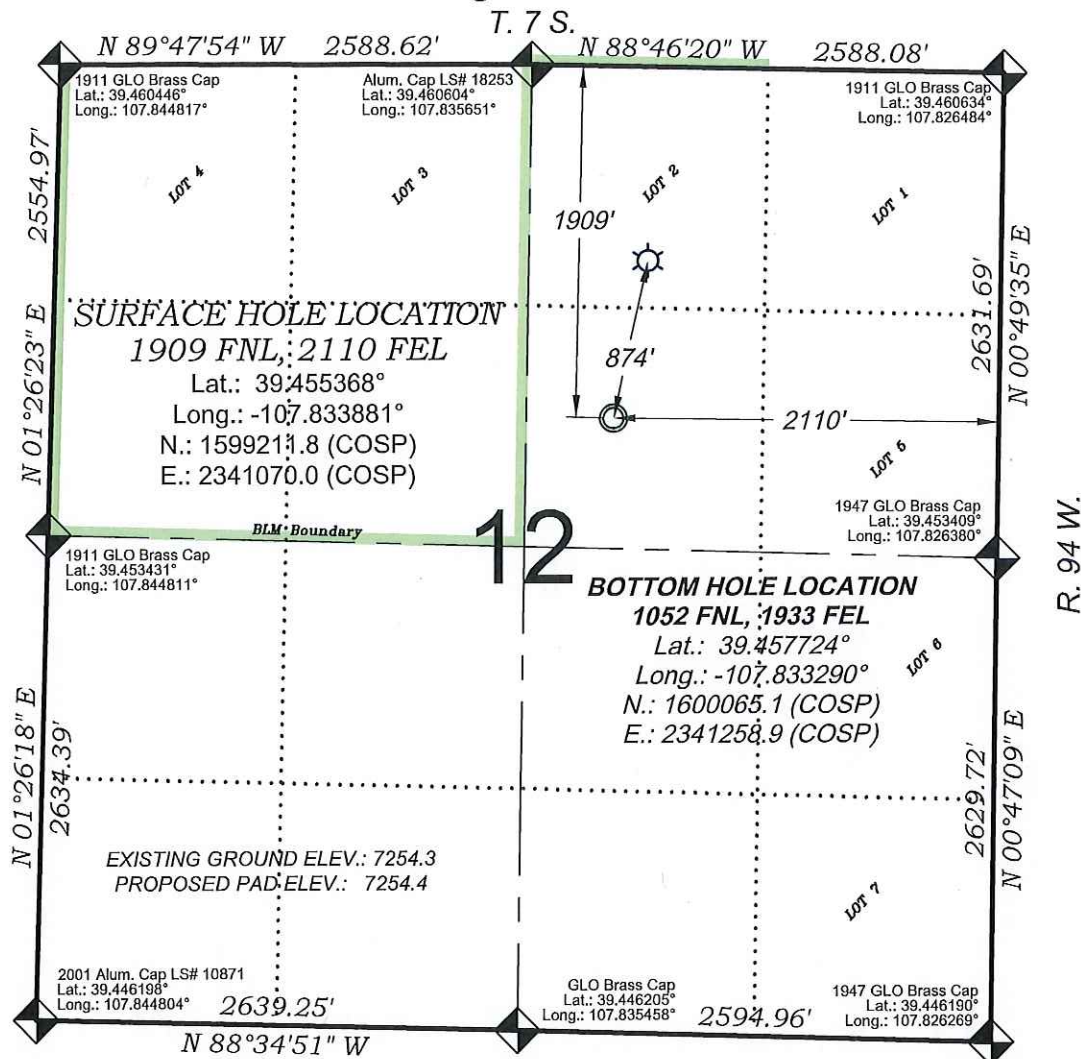 T. 7 S.
N 89°47'54" W 2588.62'
N 88°46'20" W 2588.08'
1911 GLO Brass Cap
Lat.: 39.460446°
Long.: 107.844817°
Alum. Cap LS# 18253
Lat.: 39.460604°
Long.: 107.835651°
1911 GLO Brass Cap
Lat.: 39.460634°
Long.: 107.826484°
2554.97'
N 01°26'23" E
LOT 4
LOT 3
LOT 2
LOT 1
1909'
874'
2110'
2631.69'
N 00°49'35" E
SURFACE HOLE LOCATION
1909 FNL, 2110 FEL
Lat.: 39.455368°
Long.: -107.833881°
N.: 1599211.8 (COSP)
E.: 2341070.0 (COSP)
LOT 5
BLM Boundary
12
1947 GLO Brass Cap
Lat.: 39.453409°
Long.: 107.826380°
R. 94 W.
1911 GLO Brass Cap
Lat.: 39.453431°
Long.: 107.844811°
BOTTOM HOLE LOCATION
1052 FNL, 1933 FEL
Lat.: 39.457724°
Long.: -107.833290°
N.: 1600065.1 (COSP)
E.: 2341258.9 (COSP)
LOT 6
N 01°26'18" E
2634.39'
2629.72'
N 00°47'09" E
EXISTING GROUND ELEV.: 7254.3
PROPOSED PAD ELEV.: 7254.4
LOT 7
2001 Alum. Cap LS# 10871
Lat.: 39.446198°
Long.: 107.844804°
2639.25'
N 88°34'51" W
GLO Brass Cap
Lat.: 39.446205°
Long.: 107.835458°
2594.96'
1947 GLO Brass Cap
Lat.: 39.446190°
Long.: 107.826269°